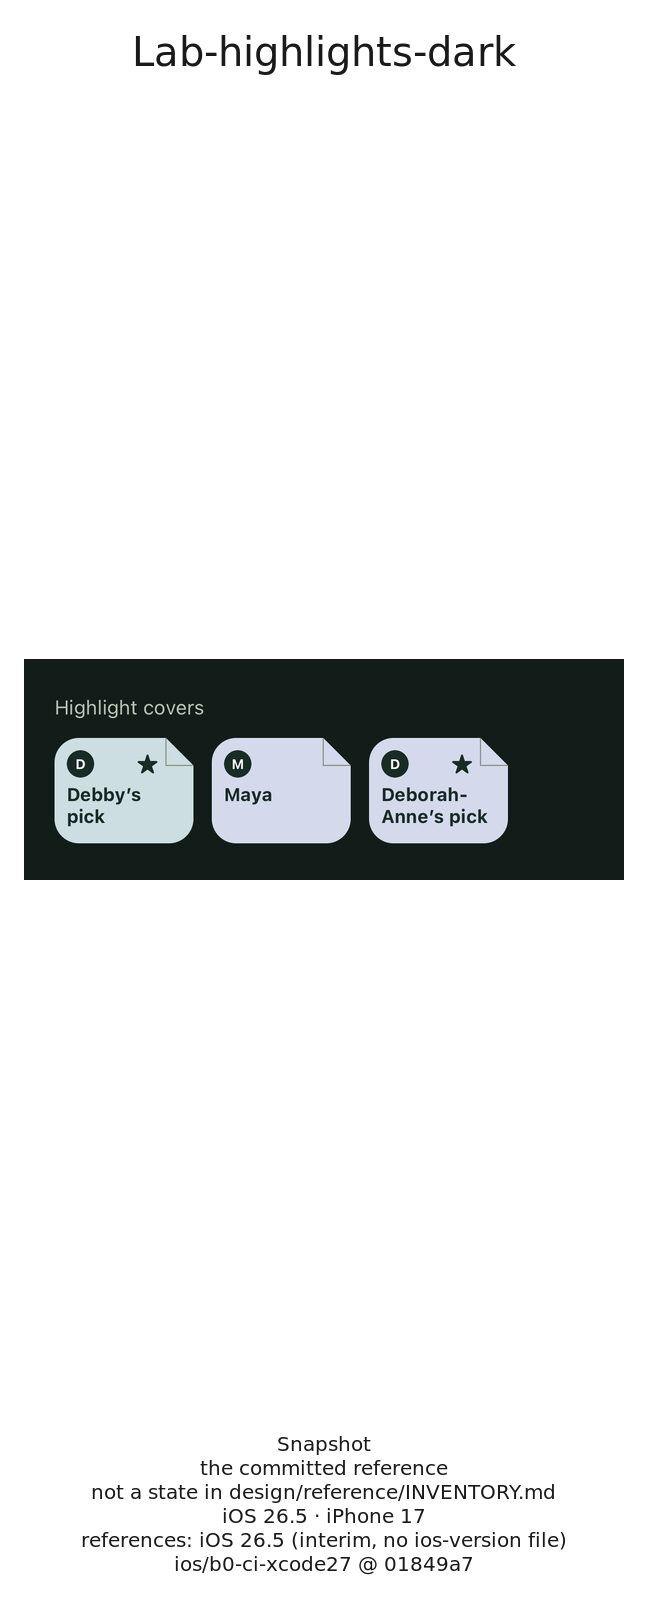 Lab-highlights-dark
Highlight covers
D
Debby’s
pick
M
Maya
D
Deborah-
Anne’s pick
Snapshot
the committed reference
not a state in design/reference/INVENTORY.md
iOS 26.5 · iPhone 17
references: iOS 26.5 (interim, no ios-version file)
ios/b0-ci-xcode27 @ 01849a7